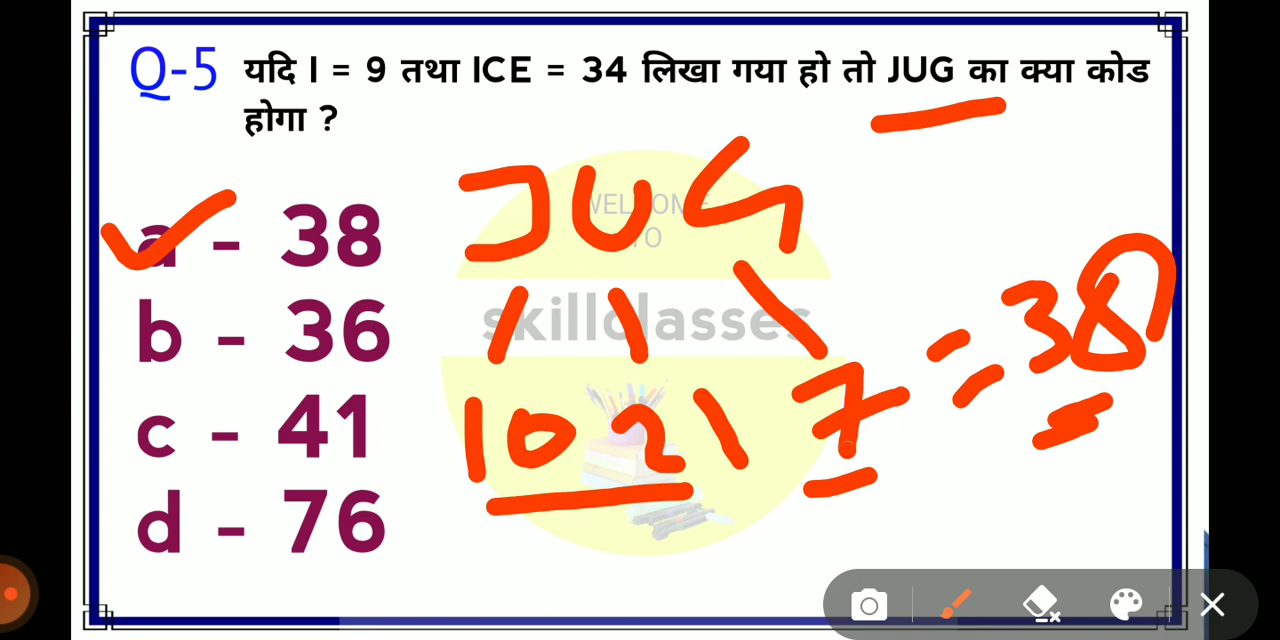 Q-5 यदि I = 9 तथा ICE = 34 लिखा गया हो तो JUG का क्या कोड
होगा ?
WELCOME
TO
skillclasses
a - 38
b - 36
c - 41
d - 76
JUG
10 21 7 = 38